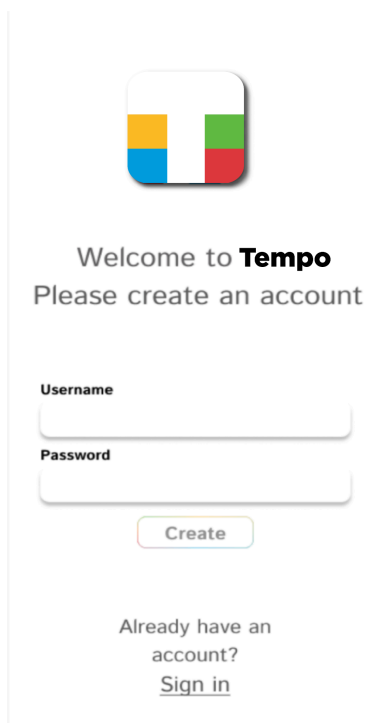 Welcome to Tempo
Please create an account
Username
Password
Create
Already have an
account?
Sign in